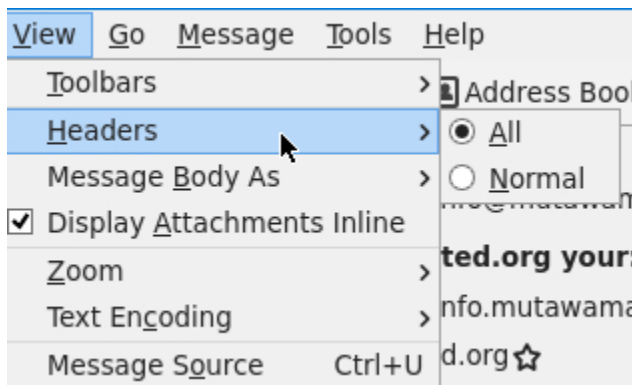 View Go Message Tools Help
Toolbars
Address Boo
Headers
All
Message Body As
Normal
Display Attachments Inline
Zoom
ted.org your
Text Encoding
nfo.mutawama
Message Source Ctrl+U
d.org